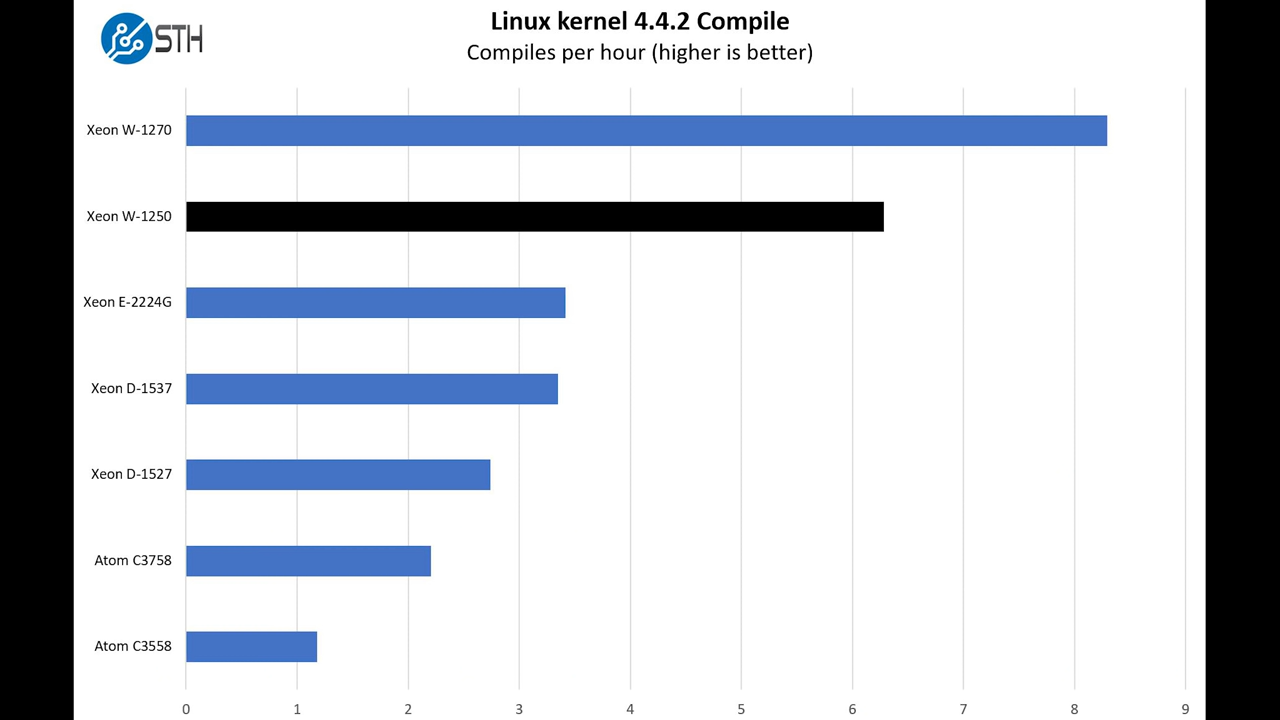 STH
Linux kernel 4.4.2 Compile
Compiles per hour (higher is better)
Xeon W-1270
Xeon W-1250
Xeon E-2224G
Xeon D-1537
Xeon D-1527
Atom C3758
Atom C3558
0 1 2 3 4 5 6 7 8 9